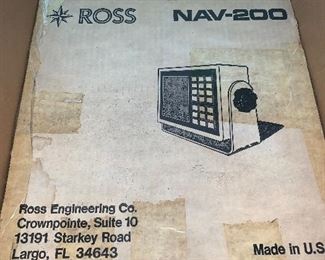 ROSS NAV-200
Ross Engineering Co.
Crownpointe, Suite 10
13191 Starkey Road
Largo, FL 34643
Made in U.S.